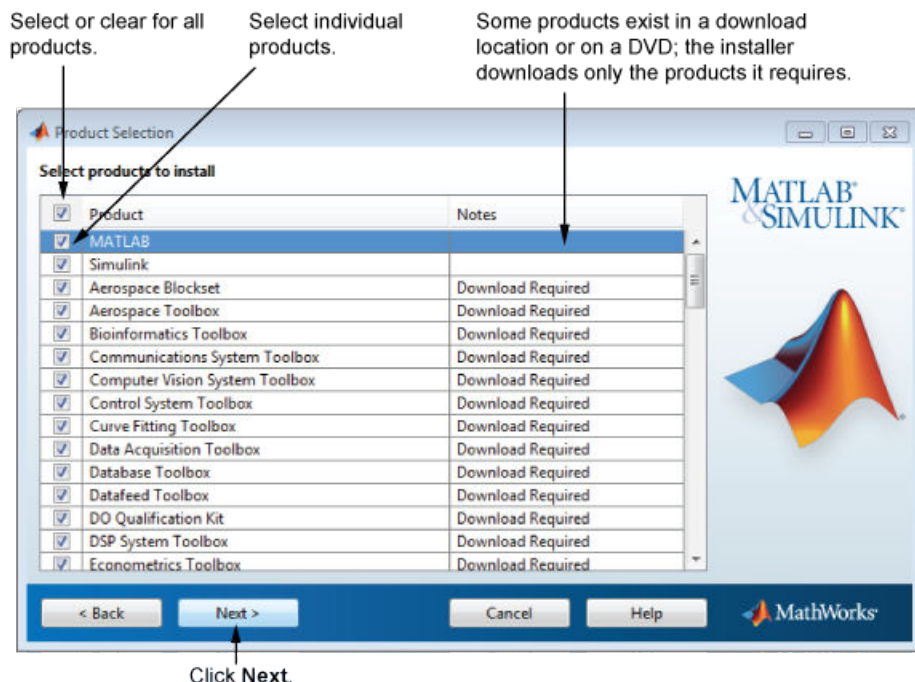 Select or clear for all
products.
Select individual
products.
Some products exist in a download
location or on a DVD; the installer
downloads only the products it requires.
Product Selection
Select products to install
Product Notes
MATLAB
Simulink
Aerospace Blockset Download Required
Aerospace Toolbox Download Required
Bioinformatics Toolbox Download Required
Communications System Toolbox Download Required
Computer Vision System Toolbox Download Required
Control System Toolbox Download Required
Curve Fitting Toolbox Download Required
Data Acquisition Toolbox Download Required
Database Toolbox Download Required
Datafeed Toolbox Download Required
DO Qualification Kit Download Required
DSP System Toolbox Download Required
Econometrics Toolbox Download Required
MATLAB®
&SIMULINK®
< Back Next > Cancel Help MathWorks®
Click Next.